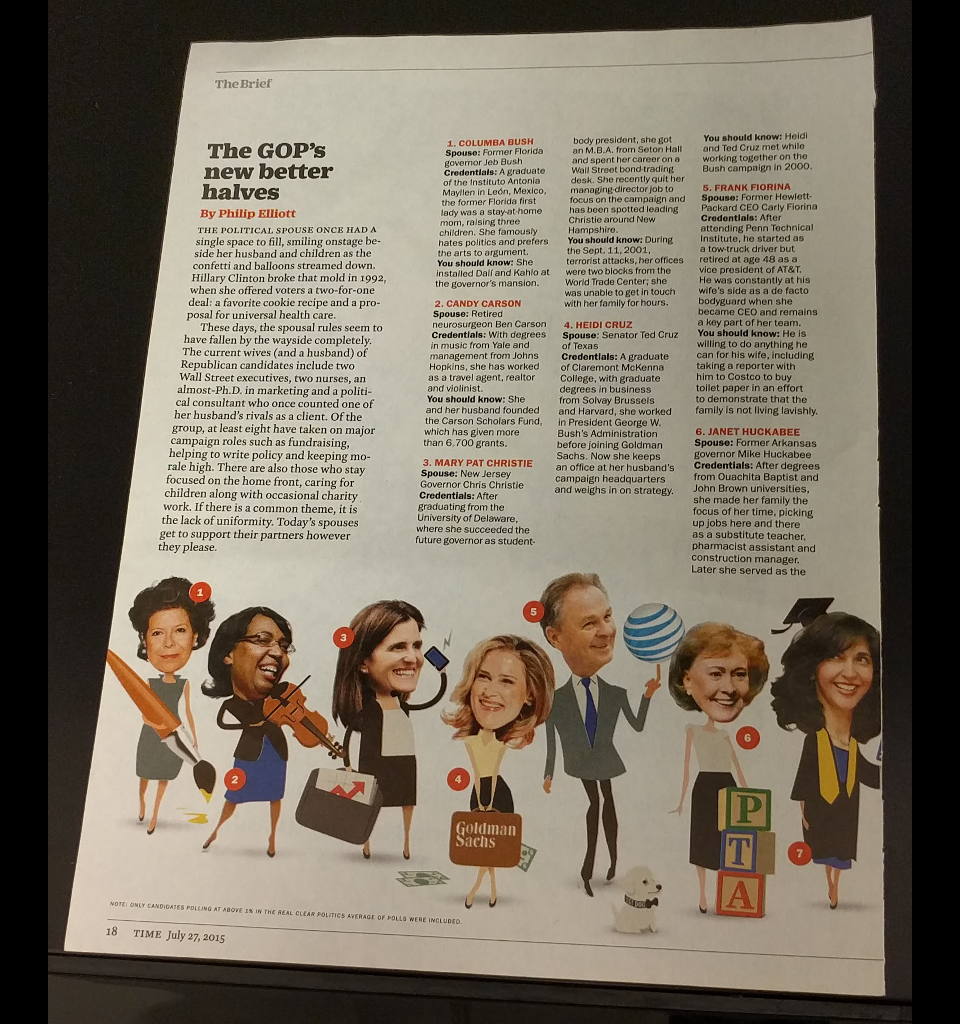 The Brief
The GOP's
new better
halves
By Philip Elliott
THE POLITICAL SPOUSE ONCE HAD A
single space to fill, smiling onstage be-
side her husband and children as the
confetti and balloons streamed down.
Hillary Clinton broke that mold in 1992,
when she offered voters a two-for-one
deal: a favorite cookie recipe and a pro-
posal for universal health care.
These days, the spousal rules seem to
have fallen by the wayside completely.
The current wives (and a husband) of
Republican candidates include two
Wall Street executives, two nurses, an
almost-Ph.D. in marketing and a politi-
cal consultant who once counted one of
her husband's rivals as a client. Of the
group, at least eight have taken on major
campaign roles such as fundraising,
helping to write policy and keeping mo-
rale high. There are also those who stay
focused on the home front, caring for
children along with occasional charity
work. If there is a common theme, it is
the lack of uniformity. Today's spouses
get to support their partners however
they please.
1. COLUMBA BUSH
Spouse: Former Florida
governor Jeb Bush
Credentials: A graduate
of the Instituto Antonia
Mayllen in León, Mexico,
the former Florida first
lady was a stay-at-home
mom, raising three
children. She famously
hates politics and prefers
the arts to argument.
You should know: She
installed Dalí and Kahlo at
the governor's mansion.
2. CANDY CARSON
Spouse: Retired
neurosurgeon Ben Carson
Credentials: With degrees
in music from Yale and
management from Johns
Hopkins, she has worked
as a travel agent, realtor
and violinist.
You should know: She
and her husband founded
the Carson Scholars Fund,
which has given more
than 6,700 grants.
3. MARY PAT CHRISTIE
Spouse: New Jersey
Governor Chris Christie
Credentials: After
graduating from the
University of Delaware,
where she succeeded the
future governor as student-
body president, she got
an M.B.A. from Seton Hall
and spent her career on a
Wall Street bond-trading
desk. She recently quit her
managing-director job to
focus on the campaign and
has been spotted leading
Christie around New
Hampshire.
You should know: During
the Sept. 11, 2001,
terrorist attacks, her offices
were two blocks from the
World Trade Center; she
was unable to get in touch
with her family for hours.
4. HEIDI CRUZ
Spouse: Senator Ted Cruz
of Texas
Credentials: A graduate
of Claremont McKenna
College, with graduate
degrees in business
from Solvay Brussels
and Harvard, she worked
in President George W.
Bush's Administration
before joining Goldman
Sachs. Now she keeps
an office at her husband's
campaign headquarters
and weighs in on strategy.
You should know: Heidi
and Ted Cruz met while
working together on the
Bush campaign in 2000.
5. FRANK FIORINA
Spouse: Former Hewlett-
Packard CEO Carly Fiorina
Credentials: After
attending Penn Technical
Institute, he started as
a tow-truck driver but
retired at age 48 as a
vice president of AT&T.
He was constantly at his
wife's side as a de facto
bodyguard when she
became CEO and remains
a key part of her team.
You should know: He is
willing to do anything he
can for his wife, including
taking a reporter with
him to Costco to buy
toilet paper in an effort
to demonstrate that the
family is not living lavishly.
6. JANET HUCKABEE
Spouse: Former Arkansas
governor Mike Huckabee
Credentials: After degrees
from Ouachita Baptist and
John Brown universities,
she made her family the
focus of her time, picking
up jobs here and there
as a substitute teacher,
pharmacist assistant and
construction manager.
Later she served as the
1
2
3
4
5
6
7
Goldman
Sachs
P
T
A
NOTE: ONLY CANDIDATES POLLING AT ABOVE 1% IN THE REAL CLEAR POLITICS AVERAGE OF POLLS WERE INCLUDED.
18 TIME July 27, 2015